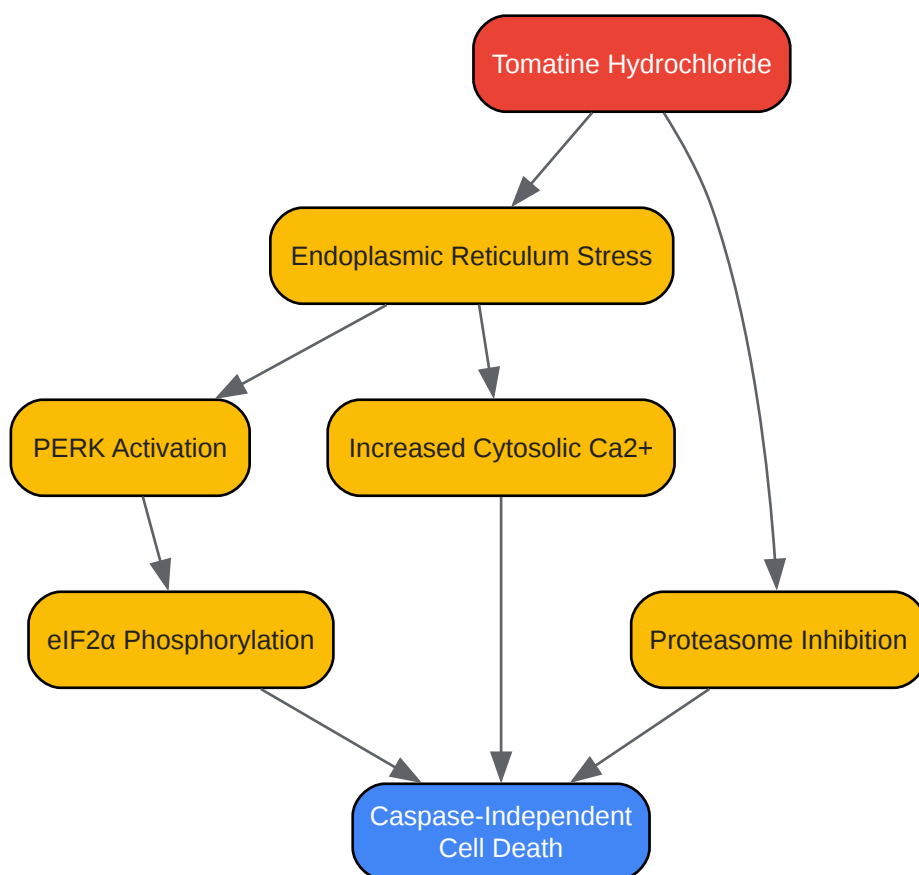 Tomatine Hydrochloride
Endoplasmic Reticulum Stress
PERK Activation
Increased Cytosolic Ca2+
eIF2α Phosphorylation
Proteasome Inhibition
Caspase-Independent
Cell Death